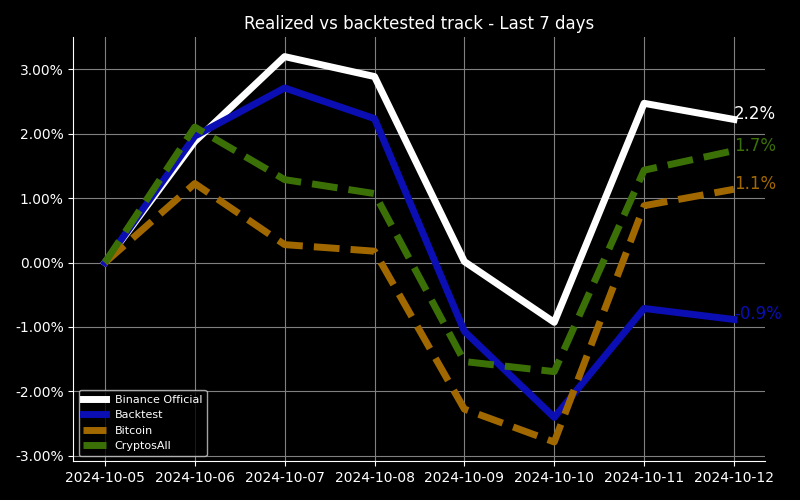 Realized vs backtested track - Last 7 days
3.00%
2.00%
1.00%
0.00%
-1.00%
-2.00%
-3.00%
2.2%
1.7%
1.1%
-0.9%
Binance Official
Backtest
Bitcoin
CryptosAll
2024-10-05 2024-10-06 2024-10-07 2024-10-08 2024-10-09 2024-10-10 2024-10-11 2024-10-12